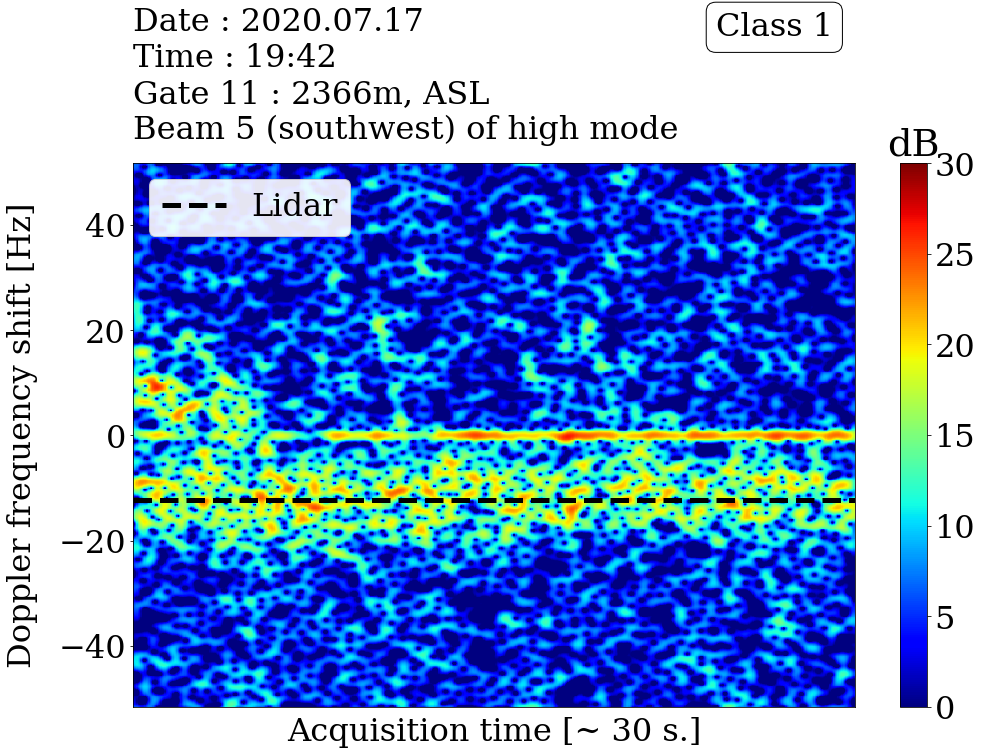 Date : 2020.07.17
Time : 19:42
Gate 11 : 2366m, ASL
Beam 5 (southwest) of high mode
Class 1
dB
Lidar
Doppler frequency shift [Hz]
40
20
0
−20
−40
Acquisition time [~ 30 s.]
30
25
20
15
10
5
0